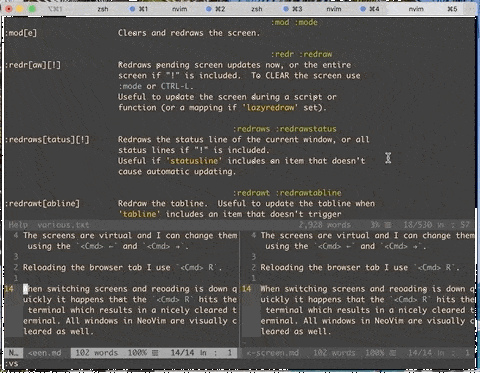 ⌥⌘1 zsh ⌘1 nvim ⌘2 zsh ⌘3 nvim ⌘4 nvim ⌘5
:mod :mode
:mod[e] Clears and redraws the screen.
:redr :redraw
:redr[aw][!] Redraws pending screen updates now, or the entire
screen if "!" is included. To CLEAR the screen use
:mode or CTRL-L.
Useful to update the screen during a script or
function (or a mapping if 'lazyredraw' set).
:redraws :redrawstatus
:redraws[tatus][!] Redraws the status line of the current window, or all
status lines if "!" is included.
Useful if 'statusline' includes an item that doesn't
cause automatic updating.
:redrawt :redrawtabline
:redrawt[abline] Redraw the tabline. Useful to update the tabline when
'tabline' includes an item that doesn't trigger
Help various.txt 2,928 words 3% 18/530 : 57
4 The screens are virtual and I can change them
using the `<Cmd> ←` and `<Cmd> →`.
2 Reloading the browser tab I use `<Cmd> R`.
1
14 When switching screens and reoading is down q
uickly it happens that the `<Cmd> R` hits the
terminal which results in a nicely cleared t
erminal. All windows in NeoVim are visually c
leared as well.
4 The screens are virtual and I can change them
using the `<Cmd> ←` and `<Cmd> →`.
3
2 Reloading the browser tab I use `<Cmd> R`.
1
14 When switching screens and reoading is down q
uickly it happens that the `<Cmd> R` hits the
terminal which results in a nicely cleared t
erminal. All windows in NeoVim are visually c
leared as well.
N… <een.md 102 words 100% 14/14 : 1 <-screen.md 102 words 100% 14/14 : 1
:vs